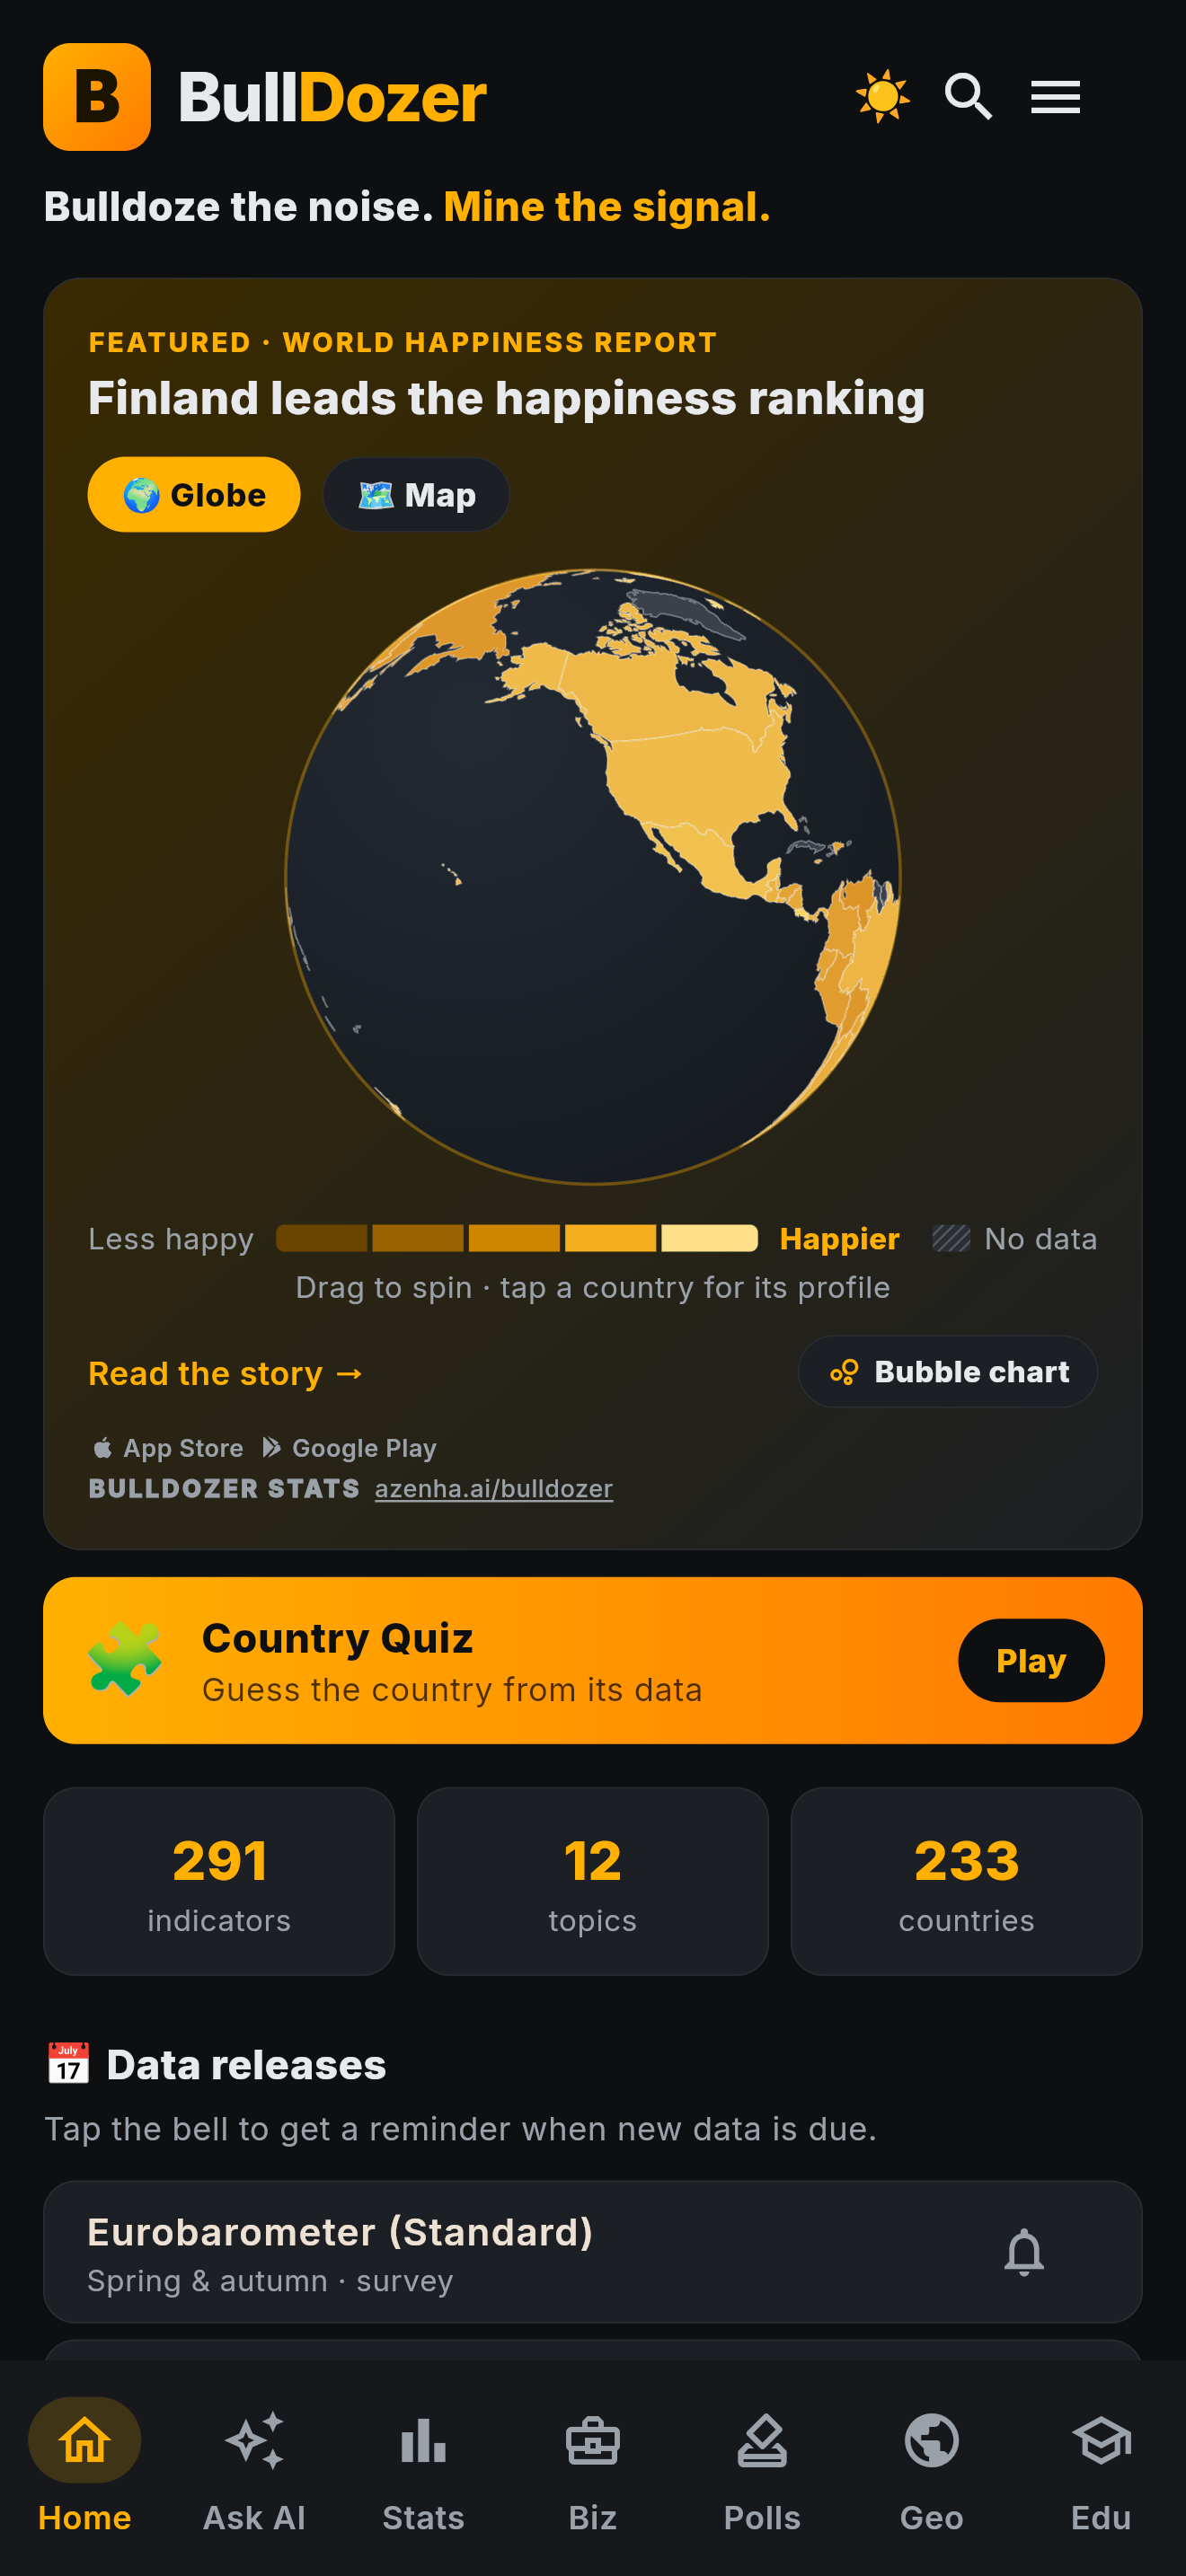 B BullDozer
Bulldoze the noise. Mine the signal.
FEATURED · WORLD HAPPINESS REPORT
Finland leads the happiness ranking
Globe
Map
Less happy
Happier
No data
Drag to spin · tap a country for its profile
Read the story →
Bubble chart
App Store Google Play
BULLDOZER STATS azenha.ai/bulldozer
Country Quiz
Guess the country from its data
Play
291
indicators
12
topics
233
countries
July
17
Data releases
Tap the bell to get a reminder when new data is due.
Eurobarometer (Standard)
Spring & autumn · survey
Home
Ask AI
Stats
Biz
Polls
Geo
Edu